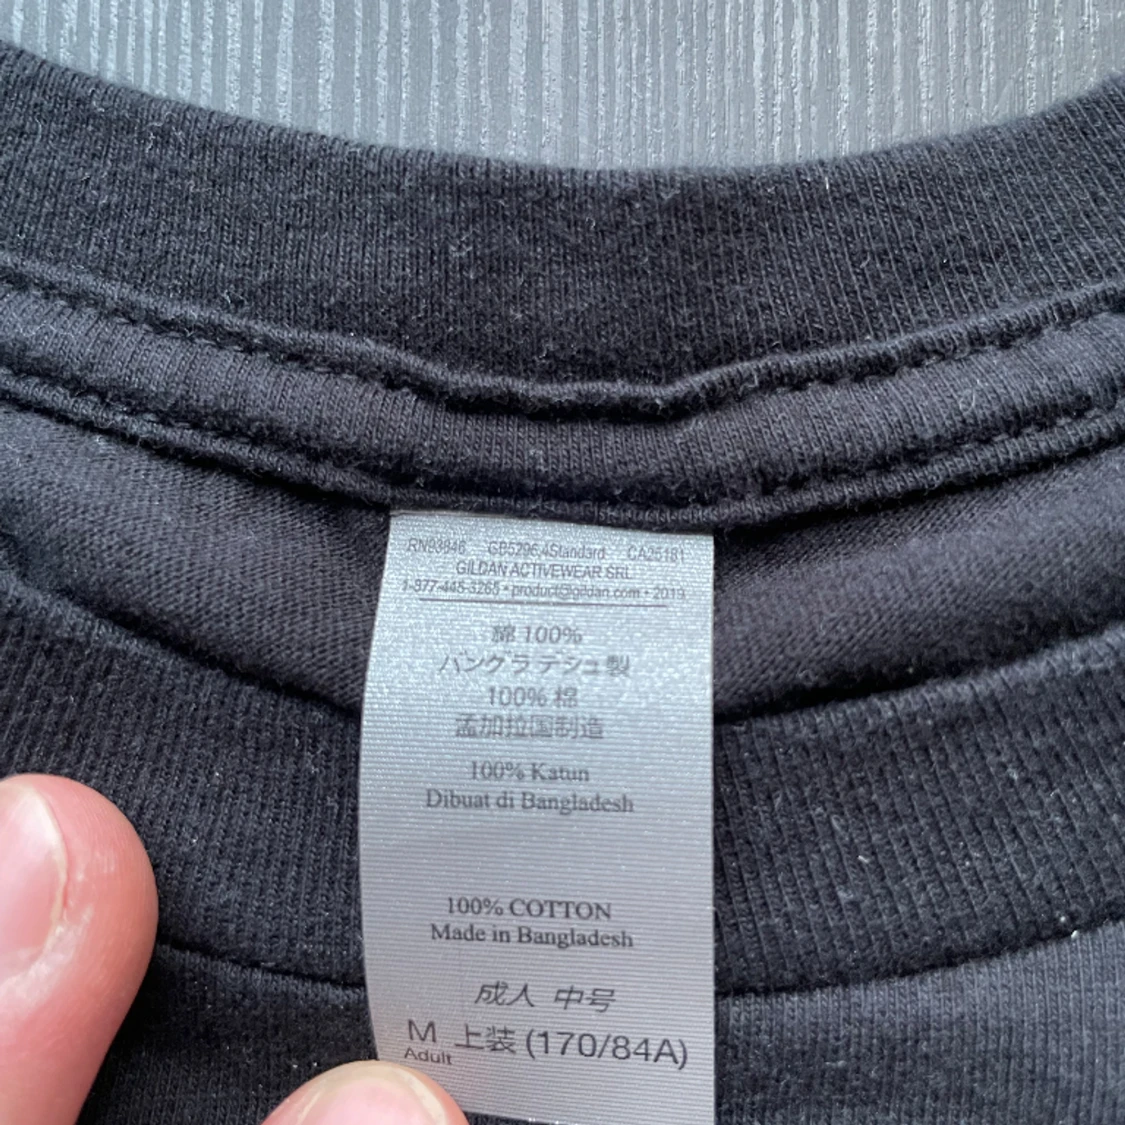 RN93846 GB5296.4Standard CA25181
GILDAN ACTIVEWEAR SRL
1-877-445-3265 • product@gildan.com • 2019
綿 100%
バングラデシュ製
100% 棉
孟加拉国制造
100% Katun
Dibuat di Bangladesh
100% COTTON
Made in Bangladesh
成人 中号
M 上装 (170/84A)
Adult